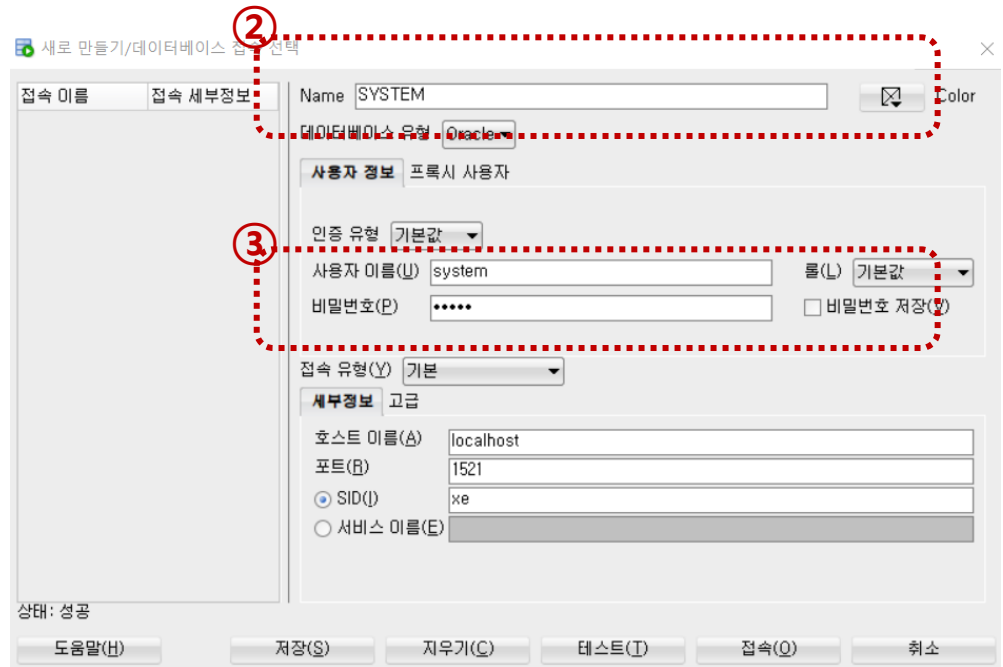 ②
새로 만들기/데이터베이스 접속 선택
접속 이름 접속 세부정보
Name SYSTEM Color
데이터베이스 유형 Oracle
사용자 정보 프록시 사용자
인증 유형 기본값
③
사용자 이름(U) system 롤(L) 기본값
비밀번호(P) ••••• 비밀번호 저장(V)
접속 유형(Y) 기본
세부정보 고급
호스트 이름(A) localhost
포트(R) 1521
SID(I) xe
서비스 이름(E)
상태: 성공
도움말(H) 저장(S) 지우기(C) 테스트(T) 접속(O) 취소